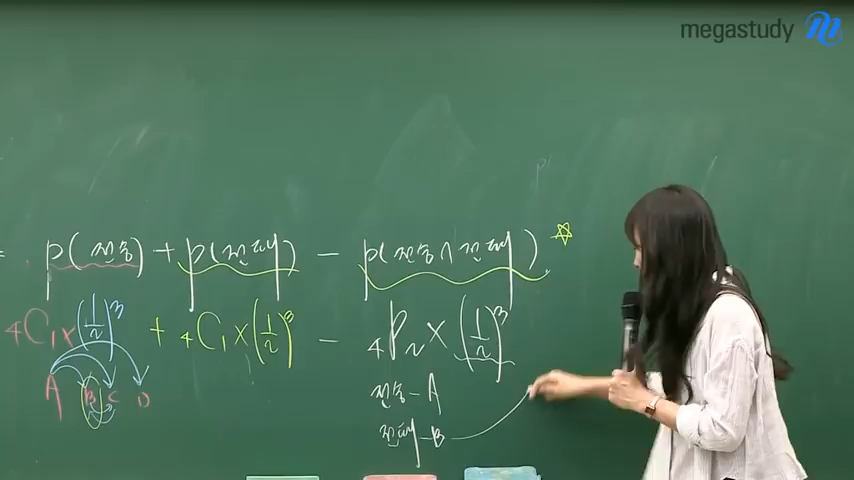 megastudy
= P(전승) + P(전패) - P(전승∩전패) ☆
₄C₁×(1/2)³ + ₄C₁×(1/2)³ - ₄P₂×(1/2)
A B C D
전승-A
전패-B